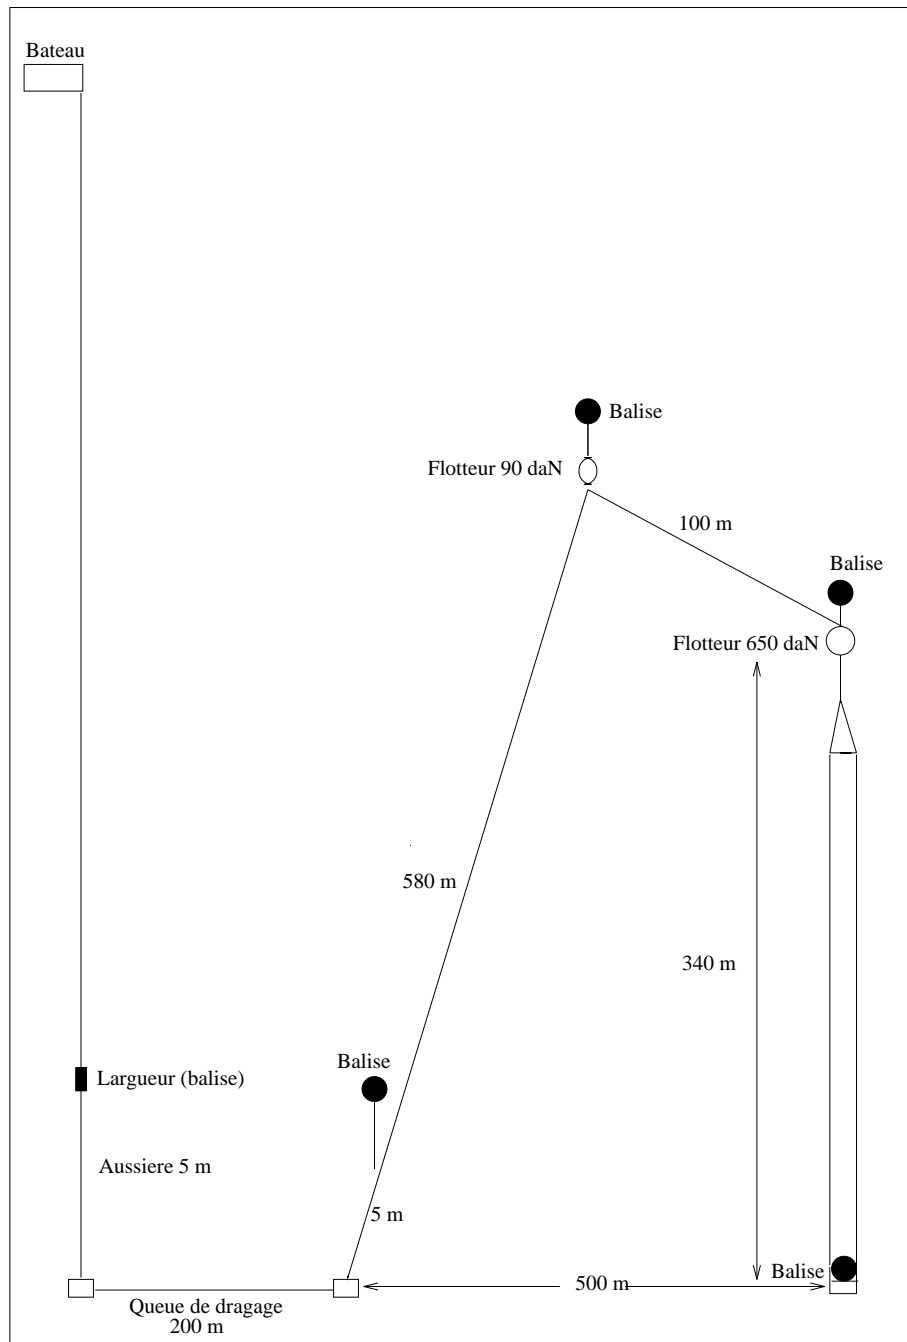 Bateau
Balise
Flotteur 90 daN
100 m
Balise
Flotteur 650 daN
580 m
340 m
Balise
Largueur (balise)
Aussiere 5 m
5 m
Balise
500 m
Queue de dragage
200 m